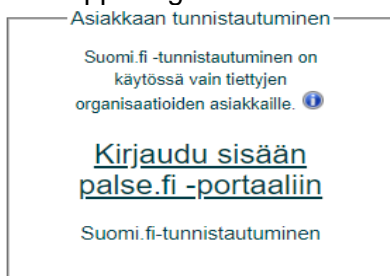 Asiakkaan tunnistautuminen
Suomi.fi -tunnistautuminen on
käytössä vain tiettyjen
organisaatioiden asiakkaille.
Kirjaudu sisään
palse.fi -portaaliin
Suomi.fi-tunnistautuminen